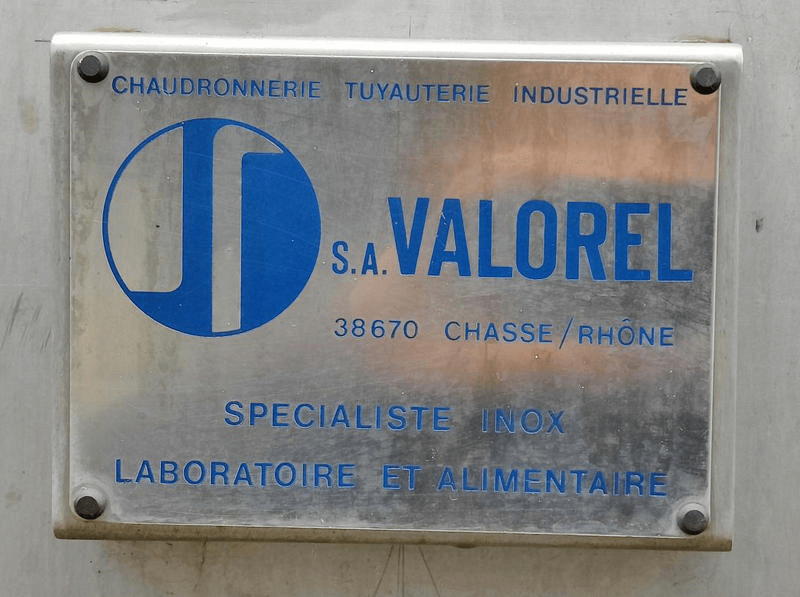 CHAUDRONNERIE TUYAUTERIE INDUSTRIELLE
S.A. VALOREL
38670 CHASSE/RHÔNE
SPECIALISTE INOX
LABORATOIRE ET ALIMENTAIRE